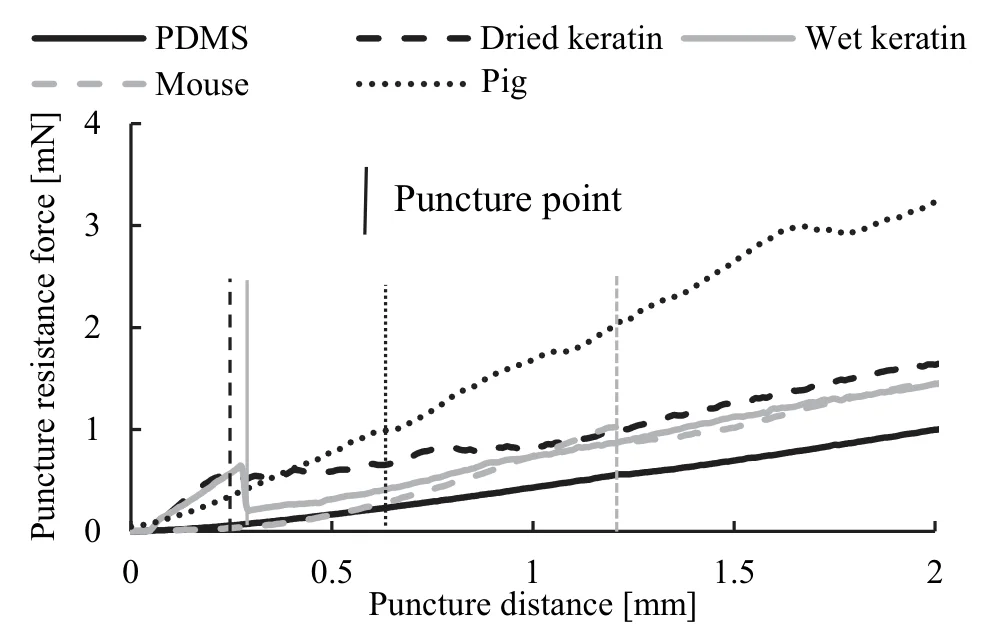 PDMS Dried keratin Wet keratin
Mouse Pig
Puncture resistance force [mN]
4
3
2
1
0
Puncture point
0 0.5 1 1.5 2
Puncture distance [mm]